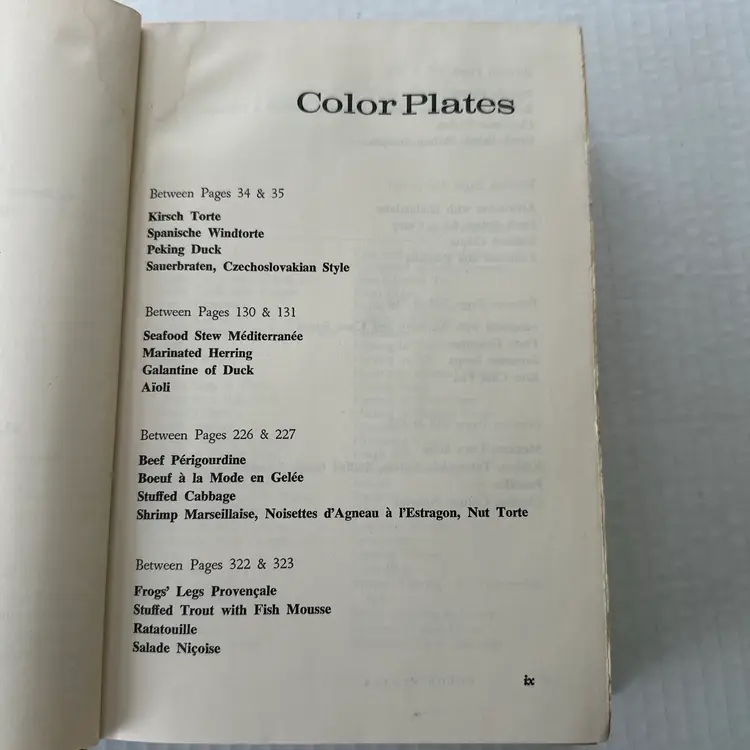 Color Plates
Between Pages 34 & 35
Kirsch Torte
Spanische Windtorte
Peking Duck
Sauerbraten, Czechoslovakian Style
Between Pages 130 & 131
Seafood Stew Méditerranée
Marinated Herring
Galantine of Duck
Aïoli
Between Pages 226 & 227
Beef Périgourdine
Boeuf à la Mode en Gelée
Stuffed Cabbage
Shrimp Marseillaise, Noisettes d'Agneau à l'Estragon, Nut Torte
Between Pages 322 & 323
Frogs' Legs Provençale
Stuffed Trout with Fish Mousse
Ratatouille
Salade Niçoise
ix